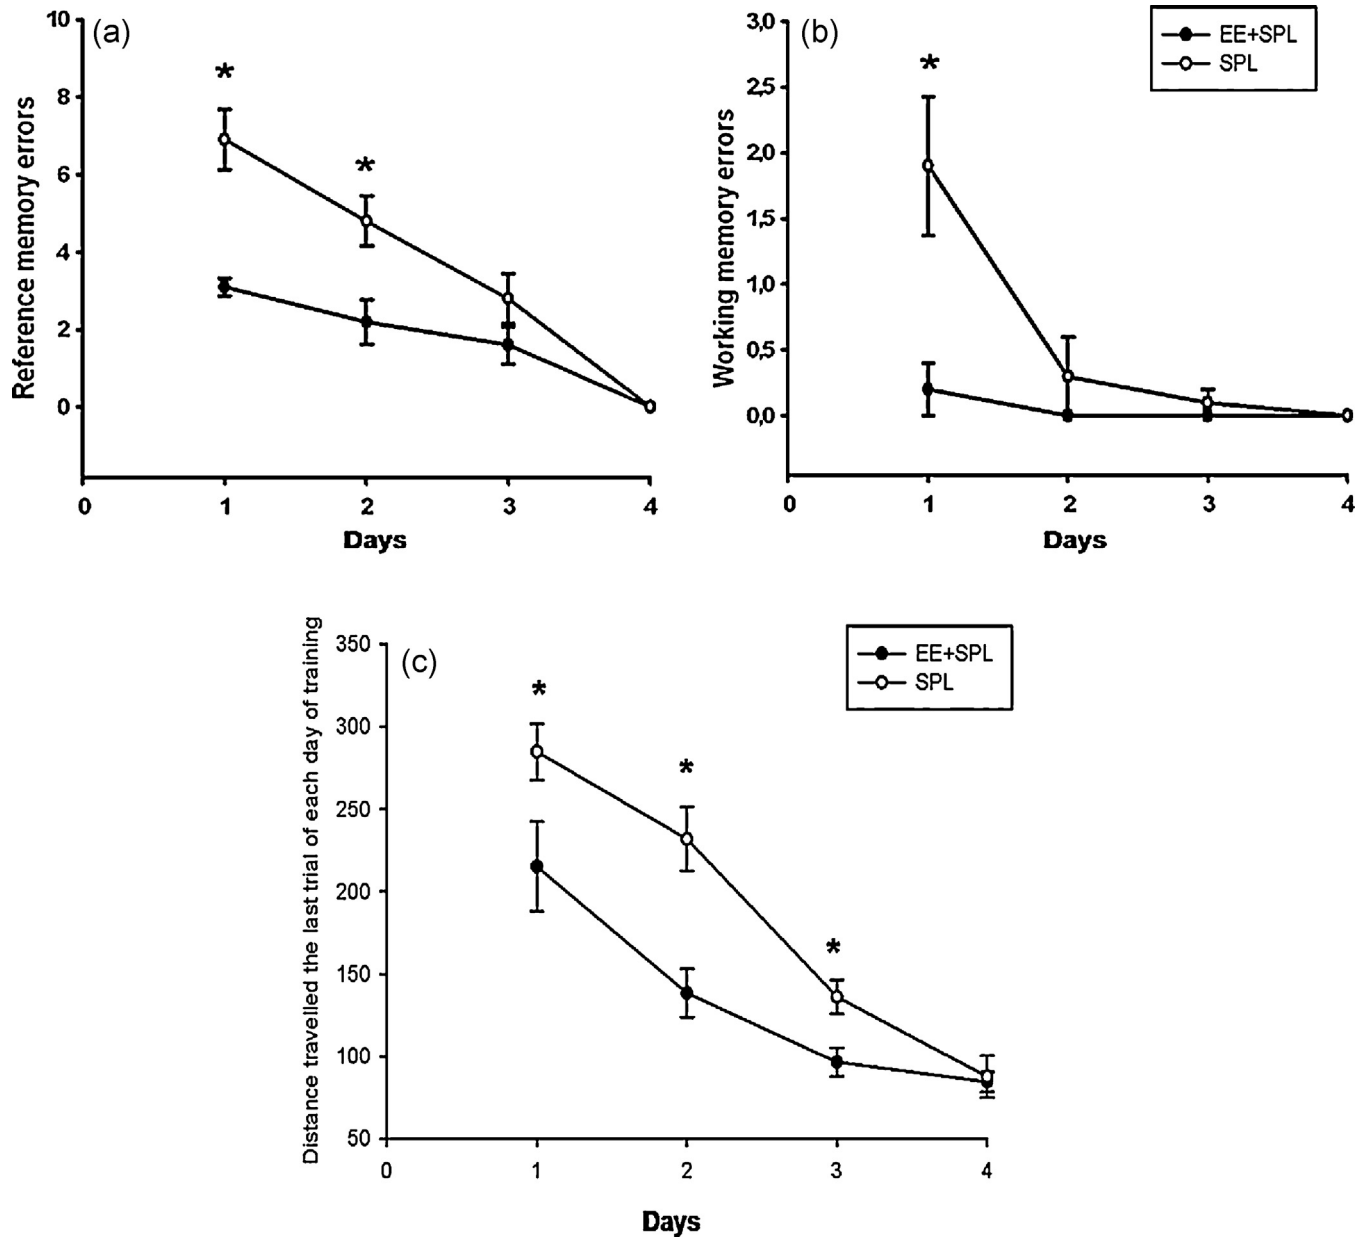 (a)
Reference memory errors
10
8
6
4
2
0
*
*
0 1 2 3 4
Days
(b)
EE+SPL
SPL
Working memory errors
3,0
2,5
2,0
1,5
1,0
0,5
0,0
*
0 1 2 3 4
Days
(c)
EE+SPL
SPL
Distance travelled the last trial of each day of training
350
300
250
200
150
100
50
*
*
*
0 1 2 3 4
Days